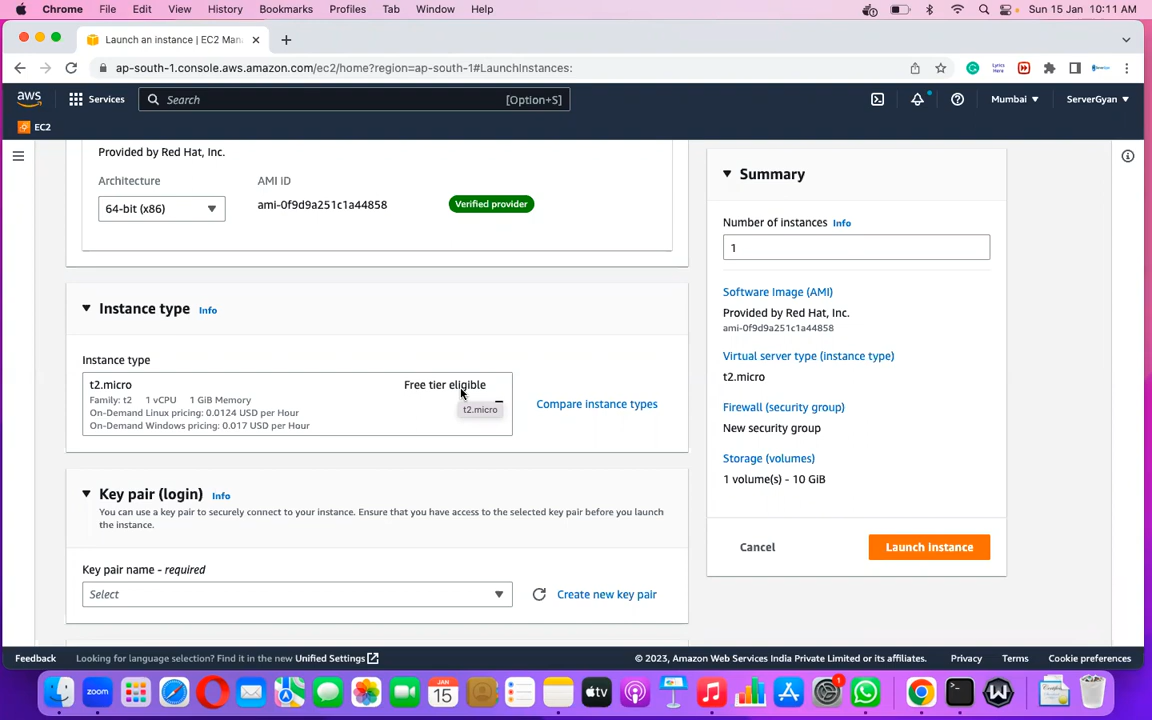 Chrome File Edit View History Bookmarks Profiles Tab Window Help Sun 15 Jan 10:11 AM
Launch an instance | EC2 Man
ap-south-1.console.aws.amazon.com/ec2/home?region=ap-south-1#LaunchInstances:
aws Services Search [Option+S] Mumbai ServerGyan
EC2
Provided by Red Hat, Inc.
Architecture AMI ID
64-bit (x86) ami-0f9d9a251c1a44858 Verified provider
Instance type Info
Instance type
t2.micro Free tier eligible
Family: t2 1 vCPU 1 GiB Memory
On-Demand Linux pricing: 0.0124 USD per Hour
On-Demand Windows pricing: 0.017 USD per Hour
t2.micro
Compare instance types
Key pair (login) Info
You can use a key pair to securely connect to your instance. Ensure that you have access to the selected key pair before you launch
the instance.
Key pair name - required
Select Create new key pair
Summary
Number of instances Info
1
Software Image (AMI)
Provided by Red Hat, Inc.
ami-0f9d9a251c1a44858
Virtual server type (instance type)
t2.micro
Firewall (security group)
New security group
Storage (volumes)
1 volume(s) - 10 GiB
Cancel Launch instance
Feedback Looking for language selection? Find it in the new Unified Settings © 2023, Amazon Web Services India Private Limited or its affiliates. Privacy Terms Cookie preferences
zoom JAN 15 tv 1